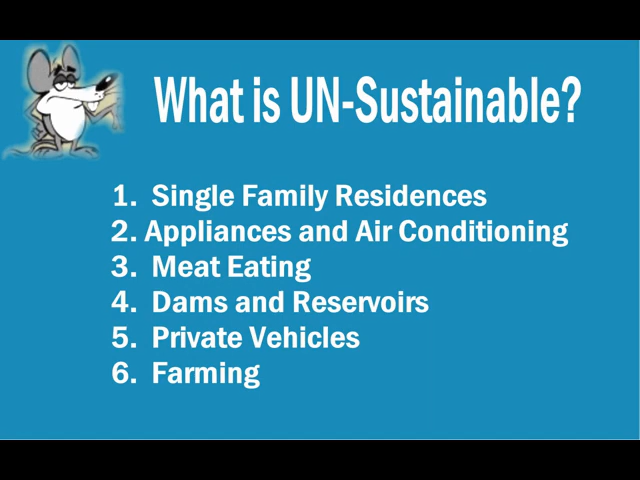 What is UN-Sustainable?
1. Single Family Residences
2. Appliances and Air Conditioning
3. Meat Eating
4. Dams and Reservoirs
5. Private Vehicles
6. Farming